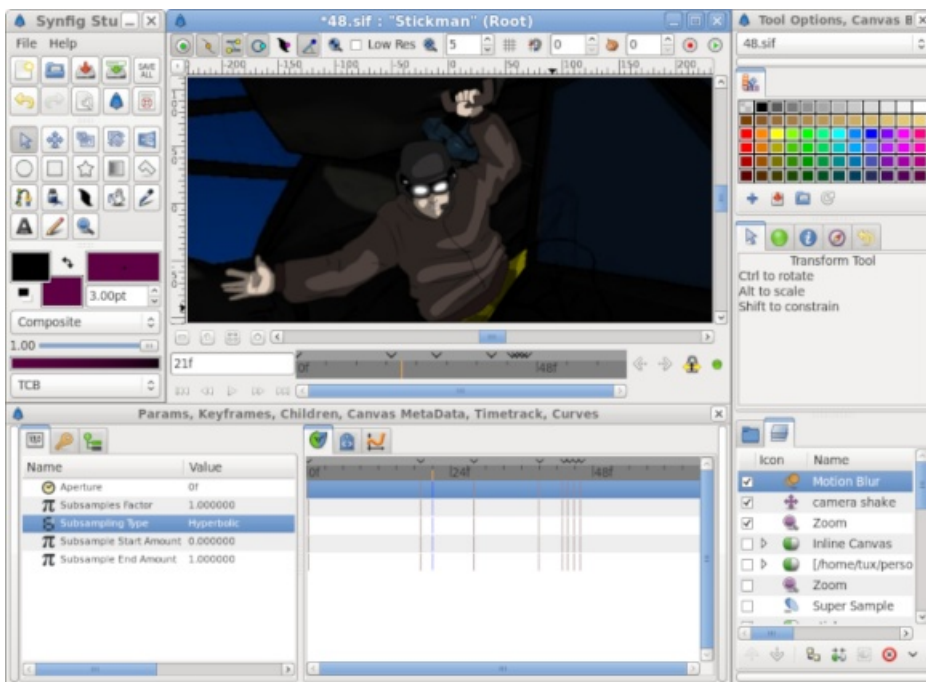 Synfig Stu
File Help
SAVE ALL
3.00pt
Composite
1.00
TCB
*48.sif : "Stickman" (Root)
Low Res 5 0 0
-200 -150 -100 -50 0 50 100 150 200
21f
0f 48f
Tool Options, Canvas B
48.sif
Transform Tool
Ctrl to rotate
Alt to scale
Shift to constrain
Params, Keyframes, Children, Canvas MetaData, Timetrack, Curves
Name Value
Aperture 0f
Subsamples Factor 1.000000
Subsampling Type Hyperbolic
Subsample Start Amount 0.000000
Subsample End Amount 1.000000
0f 24f 48f
Icon Name
Motion Blur
camera shake
Zoom
Inline Canvas
[/home/tux/perso
Zoom
Super Sample